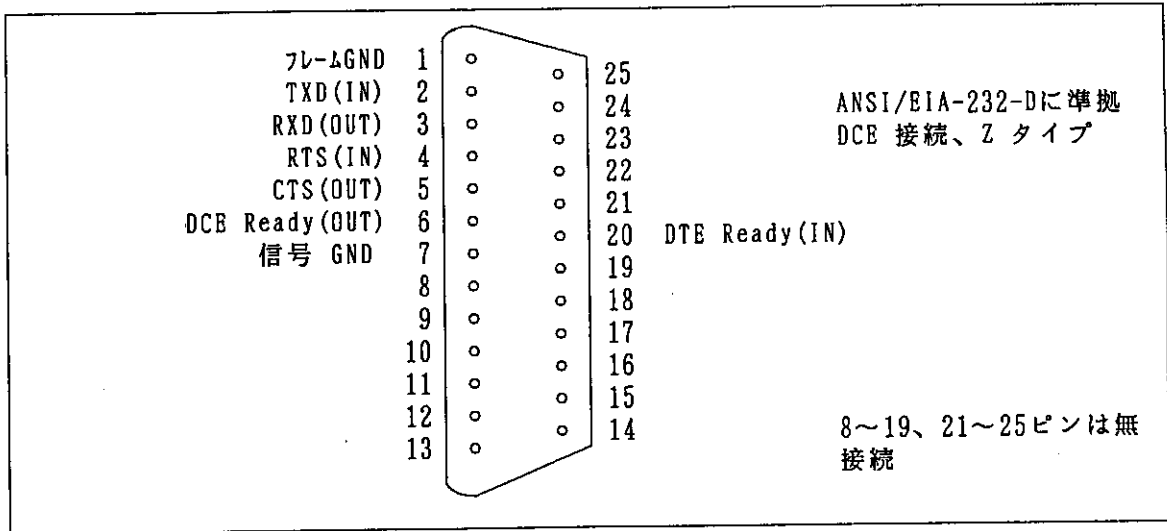 フレームGND 1
TXD(IN) 2
RXD(OUT) 3
RTS(IN) 4
CTS(OUT) 5
DCE Ready(OUT) 6
信号 GND 7
8
9
10
11
12
13
25
24
23
22
21
20 DTE Ready(IN)
19
18
17
16
15
14
ANSI/EIA-232-Dに準拠
DCE 接続、Z タイプ
8～19、21～25ピンは無
接続